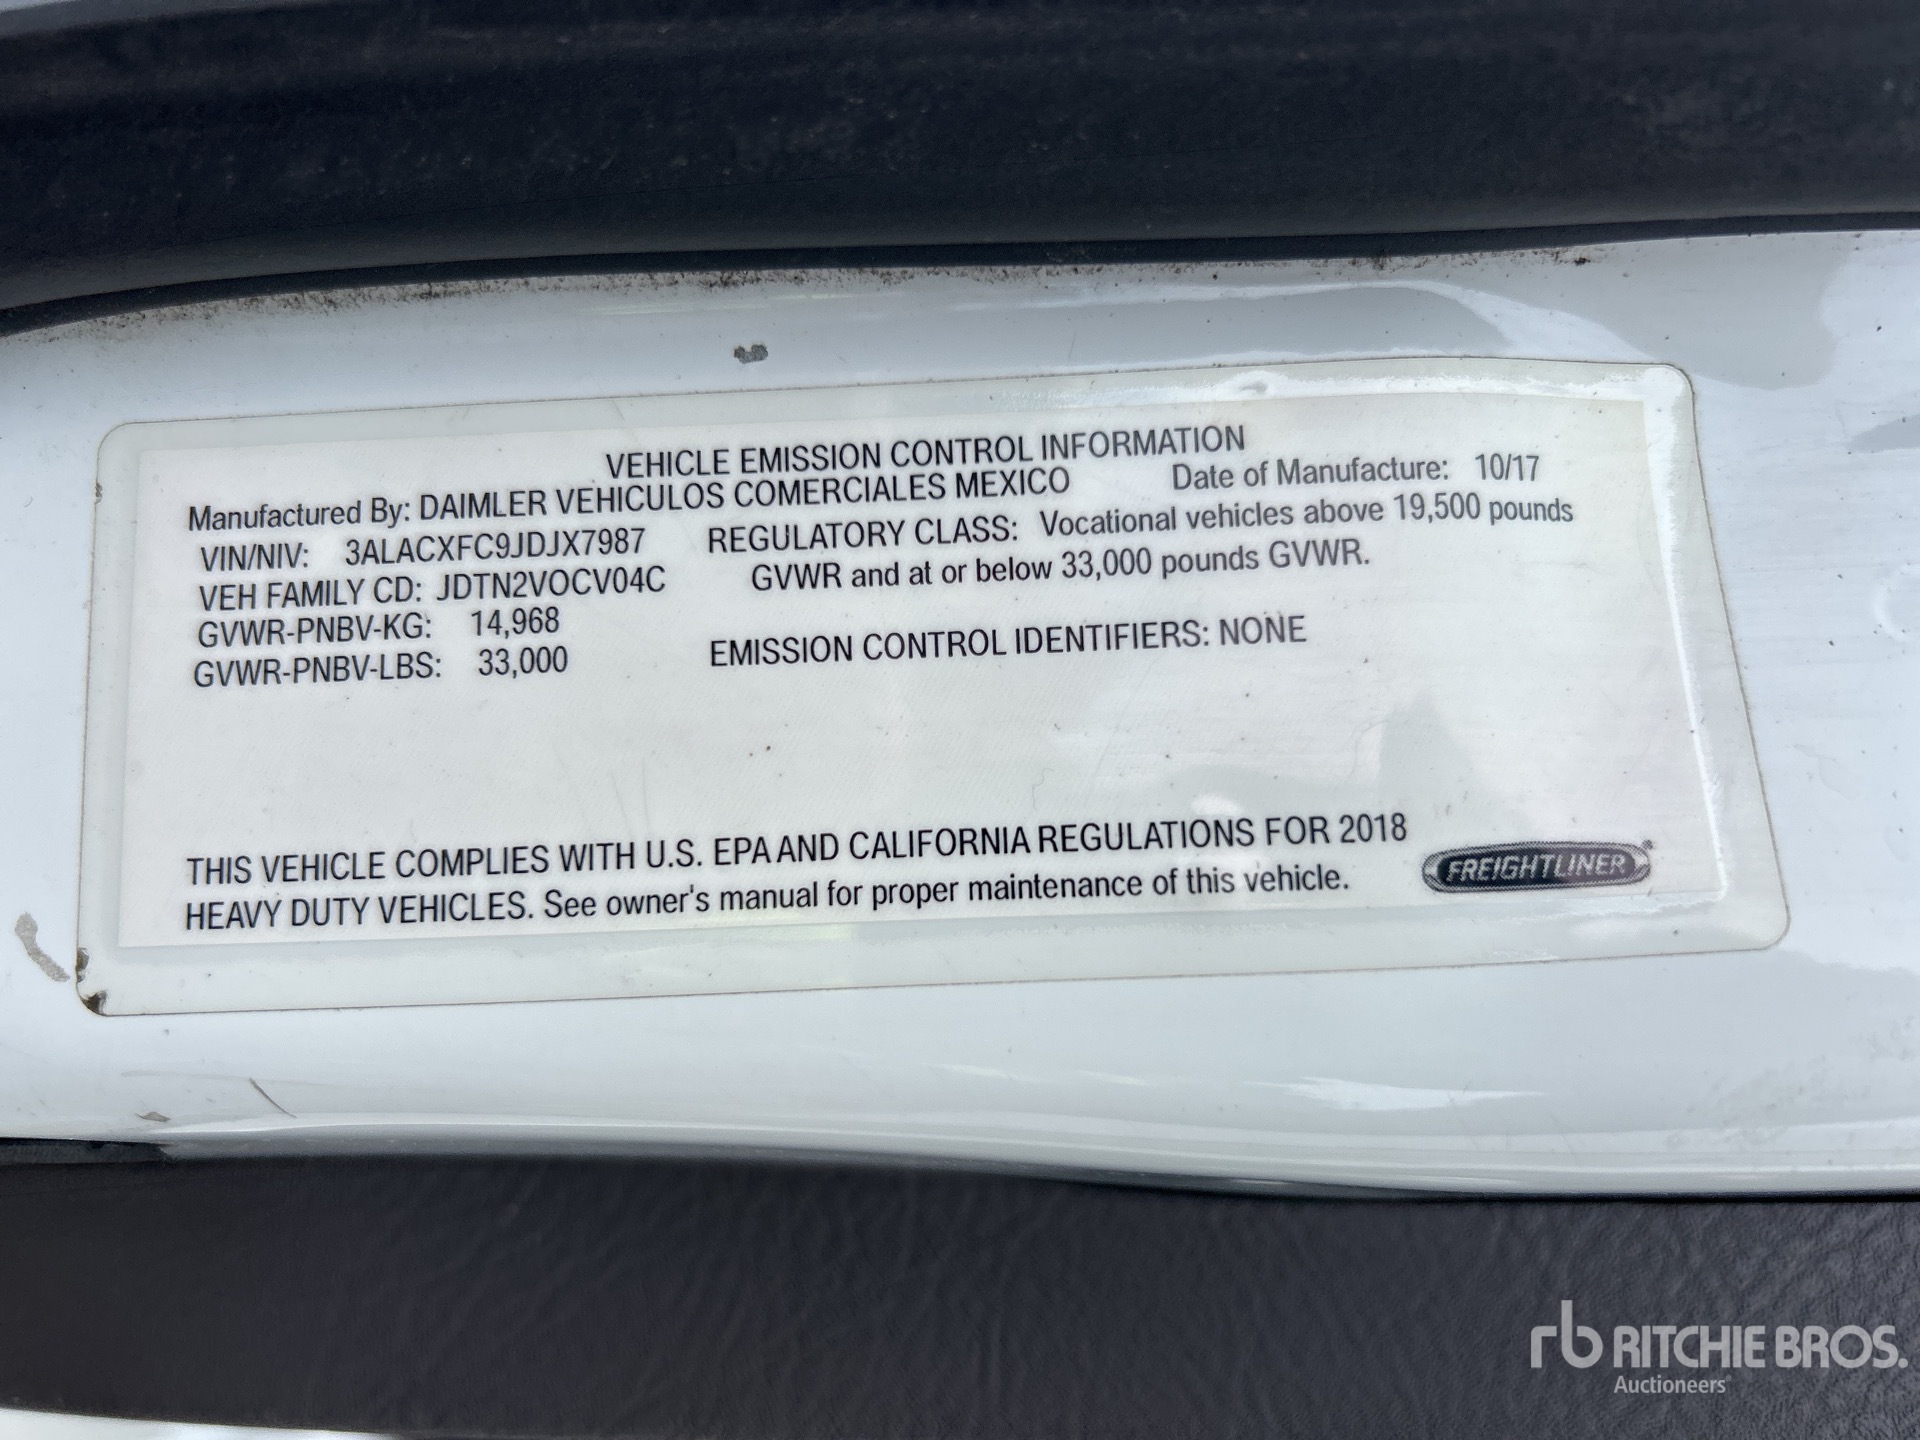 VEHICLE EMISSION CONTROL INFORMATION
Manufactured By: DAIMLER VEHICULOS COMERCIALES MEXICO Date of Manufacture: 10/17
VIN/NIV: 3ALACXFC9JDJX7987 REGULATORY CLASS: Vocational vehicles above 19,500 pounds
VEH FAMILY CD: JDTN2VOCV04C GVWR and at or below 33,000 pounds GVWR.
GVWR-PNBV-KG: 14,968
GVWR-PNBV-LBS: 33,000 EMISSION CONTROL IDENTIFIERS: NONE
THIS VEHICLE COMPLIES WITH U.S. EPA AND CALIFORNIA REGULATIONS FOR 2018
HEAVY DUTY VEHICLES. See owner's manual for proper maintenance of this vehicle.
FREIGHTLINER
rb RITCHIE BROS.
Auctioneers